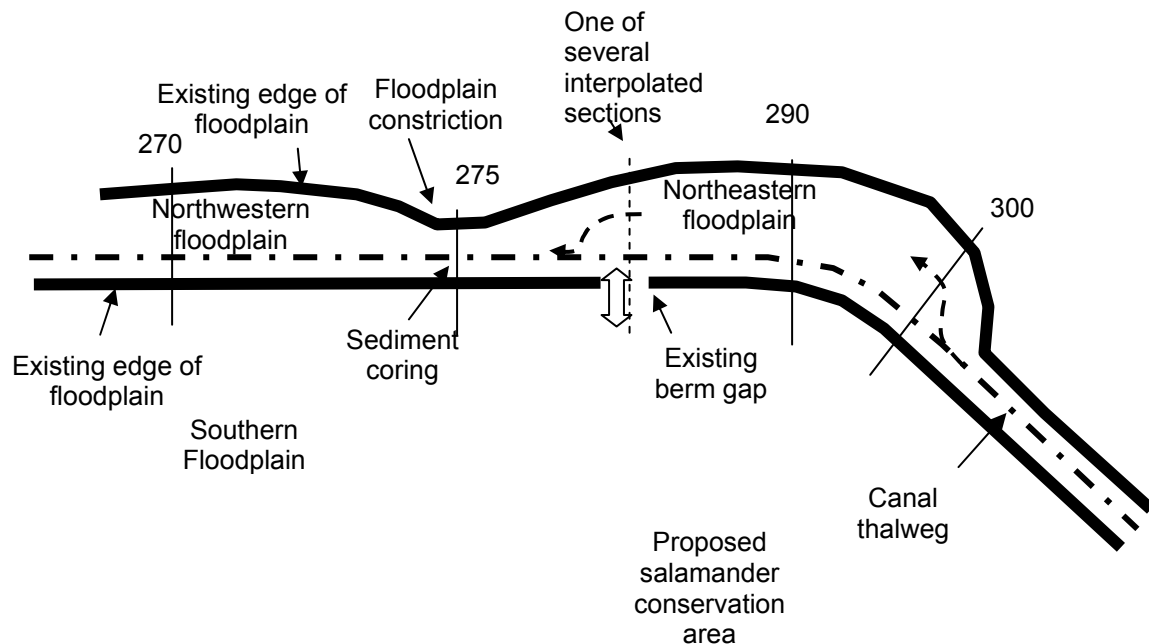 One of
several
interpolated
sections
Existing edge of
floodplain
Floodplain
constriction
270
275
290
300
Northwestern
floodplain
Northeastern
floodplain
Existing edge of
floodplain
Sediment
coring
Existing
berm gap
Southern
Floodplain
Canal
thalweg
Proposed
salamander
conservation
area